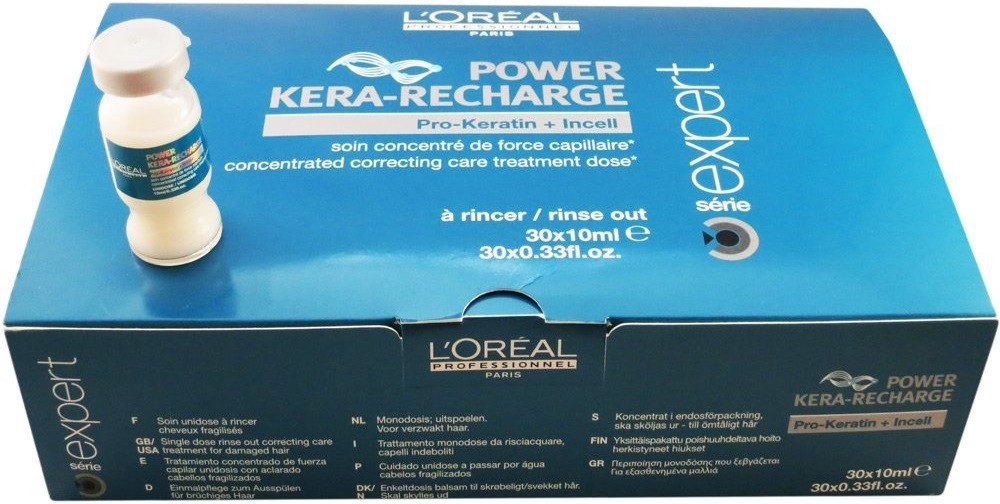 L'ORÉAL
PROFESSIONNEL
PARIS
POWER
KERA-RECHARGE
Pro-Keratin + Incell
soin concentré de force capillaire*
concentrated correcting care treatment dose*
à rincer / rinse out
30x10ml ℮
30x0.33fl.oz.
série expert
L'ORÉAL
POWER
KERA-RECHARGE
L'ORÉAL
PROFESSIONNEL
PARIS
série expert
F Soin unidose à rincer
cheveux fragilisés
GB/ Single dose rinse out correcting care
USA treatment for damaged hair
E Tratamiento concentrado de fuerza
capilar unidosis con aclarado
cabellos fragilizados
D Einmalpflege zum Ausspülen
für brüchiges Haar
NL Monodosis; uitspoelen.
Voor verzwakt haar.
I Trattamento monodose da risciacquare,
capelli indeboliti
P Cuidado unidose a passar por água
cabelos fragilizados
DK/ Enkeltdosis balsam til skrøbeligt/svekket hår.
N Skal skylles ud
S Koncentrat i endosförpackning,
ska sköljas ur - till ömtåligt hår
FIN Yksittäispakattu poishuuhdeltava hoito
herkistyneet hiukset
GR Περιποίηση μονοδόσης που ξεβγάζεται
Για εξασθενημένα μαλλιά
POWER
KERA-RECHARGE
Pro-Keratin + Incell
30x10ml ℮
30x0.33fl.oz.